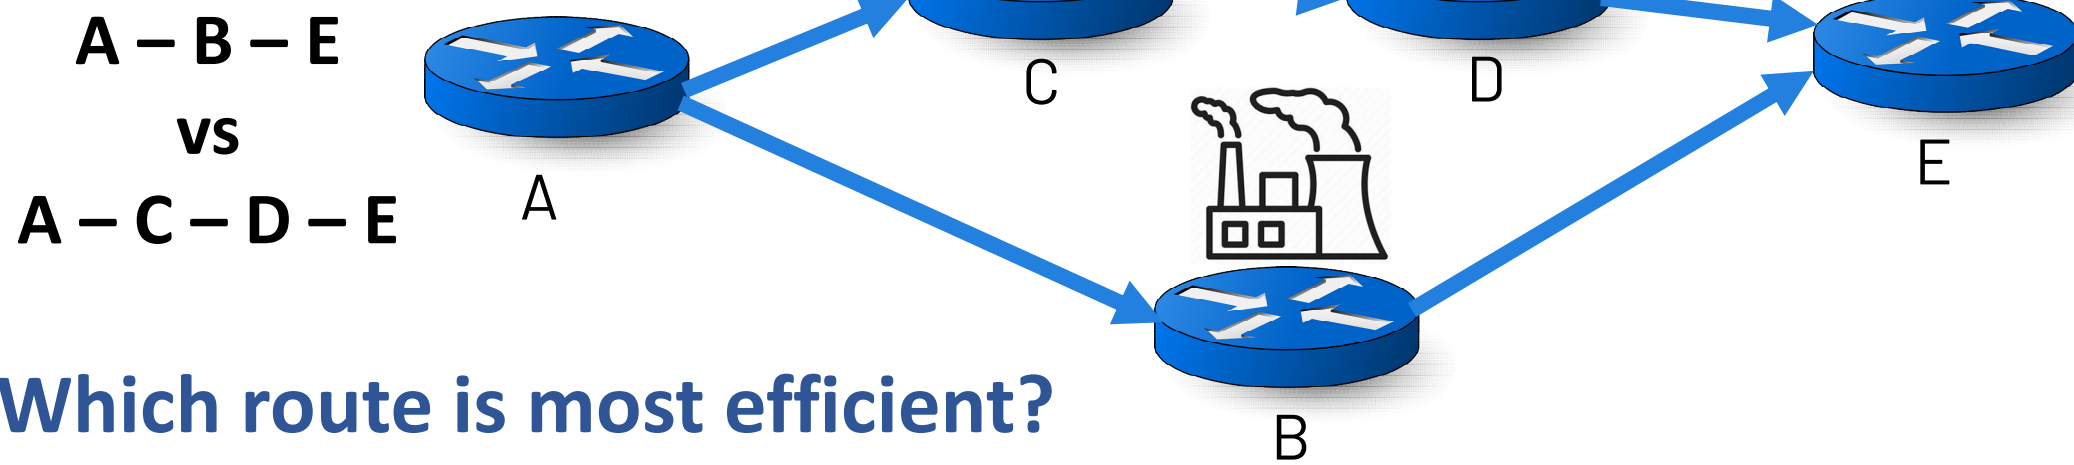 A – B – E
vs
A – C – D – E
A
C
D
E
B
Which route is most efficient?